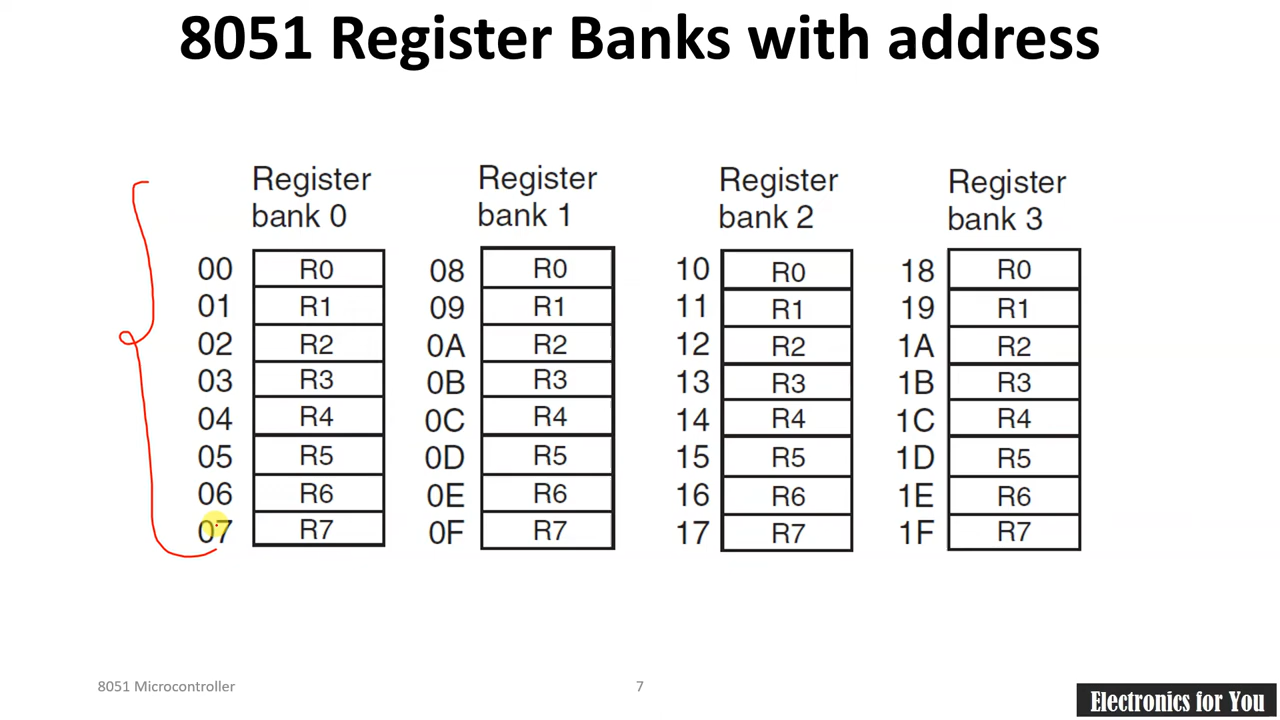 8051 Register Banks with address
Register
bank 0
Register
bank 1
Register
bank 2
Register
bank 3
00 R0 08 R0 10 R0 18 R0
01 R1 09 R1 11 R1 19 R1
02 R2 0A R2 12 R2 1A R2
03 R3 0B R3 13 R3 1B R3
04 R4 0C R4 14 R4 1C R4
05 R5 0D R5 15 R5 1D R5
06 R6 0E R6 16 R6 1E R6
07 R7 0F R7 17 R7 1F R7
8051 Microcontroller
7
Electronics for You